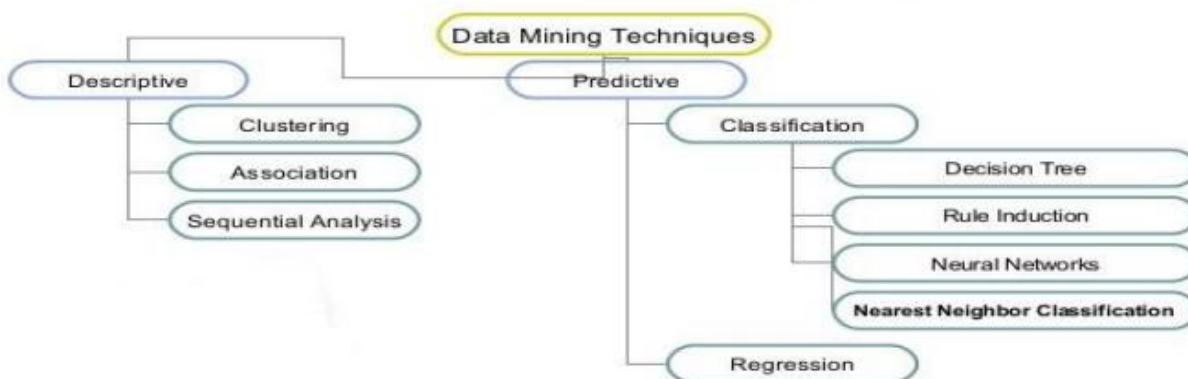 Data Mining Techniques
Descriptive
Predictive
Clustering
Classification
Association
Decision Tree
Sequential Analysis
Rule Induction
Neural Networks
Nearest Neighbor Classification
Regression